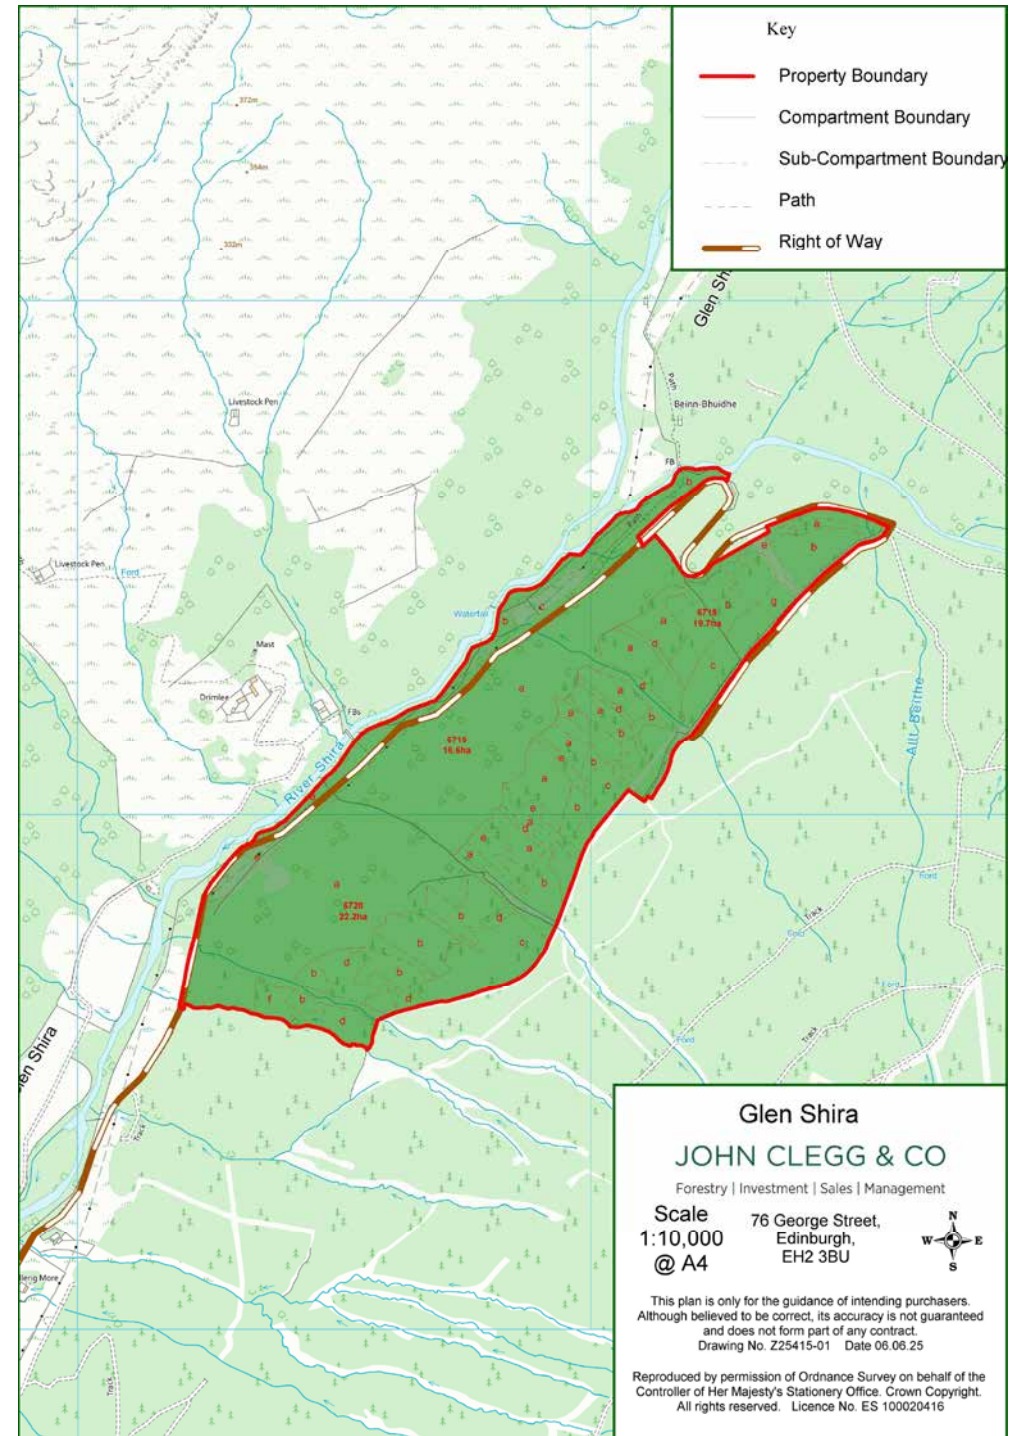 Key
Property Boundary
Compartment Boundary
Sub-Compartment Boundary
Path
Right of Way
372m
354m
332m
Glen Shi
Livestock Pen
Path
Beinn-Bhuidhe
FB
b
Path
a
e
b
Livestock Pen
Ford
Waterfall
c
b
b
g
6718
19.7ha
a
a
d
c
Mast
Drimlee
FBs
River Shira
e
a
d
a
a
d
b
b
6719
16.6ha
a
e
b
a
c
Allt Beithe
e
b
a
d
e
a
a
b
a
6720
22.2ha
b
d
c
b
d
b
b
f
b
d
d
Ford
Track
Ford
Ford
Track
Ford
len Shira
Track
Track
Glen Shira
JOHN CLEGG & CO
Forestry | Investment | Sales | Management
Scale
1:10,000
@ A4
76 George Street,
Edinburgh,
EH2 3BU
N
W E
S
This plan is only for the guidance of intending purchasers.
Although believed to be correct, its accuracy is not guaranteed
and does not form part of any contract.
Drawing No. Z25415-01 Date 06.06.25
Reproduced by permission of Ordnance Survey on behalf of the
Controller of Her Majesty's Stationery Office. Crown Copyright.
All rights reserved. Licence No. ES 100020416